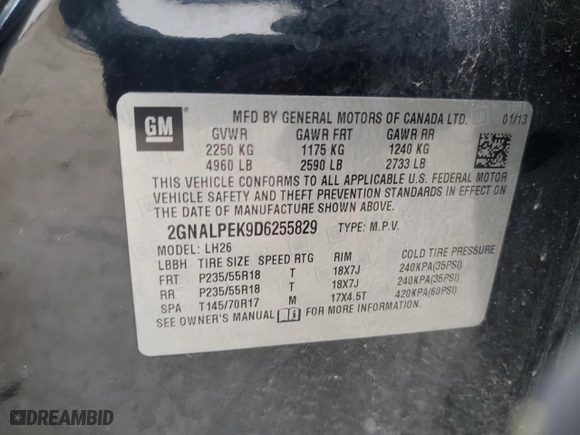 GM
MFD BY GENERAL MOTORS OF CANADA LTD. 01/13
GVWR GAWR FRT GAWR RR
2250 KG 1175 KG 1240 KG
4960 LB 2590 LB 2733 LB
THIS VEHICLE CONFORMS TO ALL APPLICABLE U.S. FEDERAL MOTOR
VEHICLE SAFETY AND THEFT PREVENTION STANDARDS IN EFFECT ON
THE DATE OF MANUFACTURE SHOWN ABOVE.
2GNALPEK9D6255829 TYPE: M.P.V.
MODEL: LH26
LBBH TIRE SIZE SPEED RTG RIM COLD TIRE PRESSURE
FRT P235/55R18 T 18X7J 240KPA(35PSI)
RR P235/55R18 T 18X7J 240KPA(35PSI)
SPA T145/70R17 M 17X4.5T 420KPA(60PSI)
SEE OWNER'S MANUAL FOR MORE INFORMATION.
DREAMBID